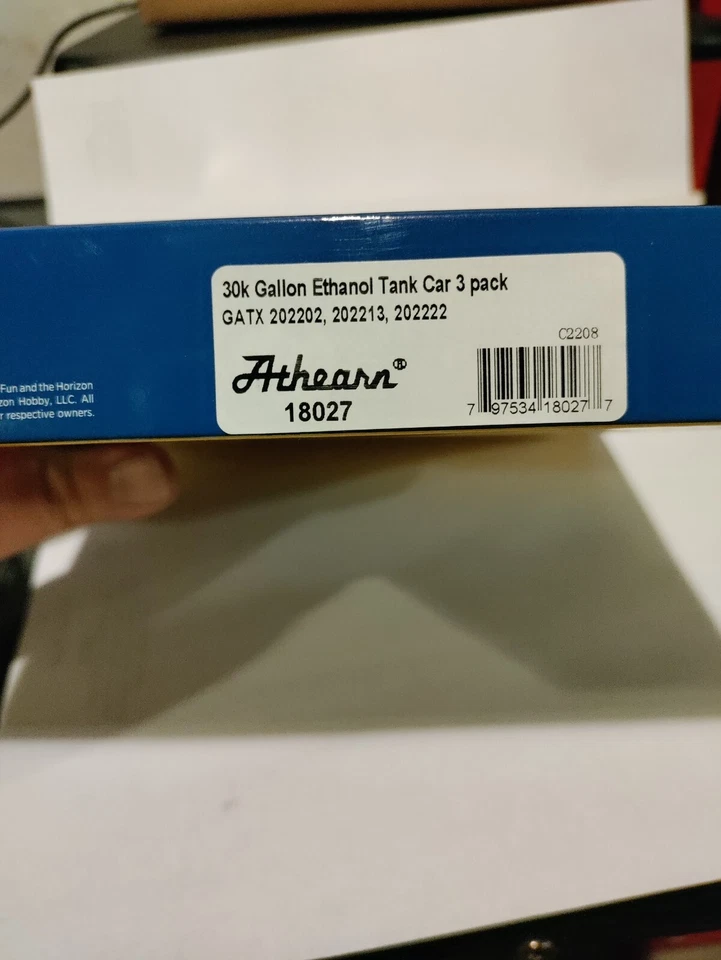 30k Gallon Ethanol Tank Car 3 pack
GATX 202202, 202213, 202222
C2208
Athearn®
18027
7 97534 18027 7
Fun and the Horizon
zon Hobby, LLC. All
r respective owners.